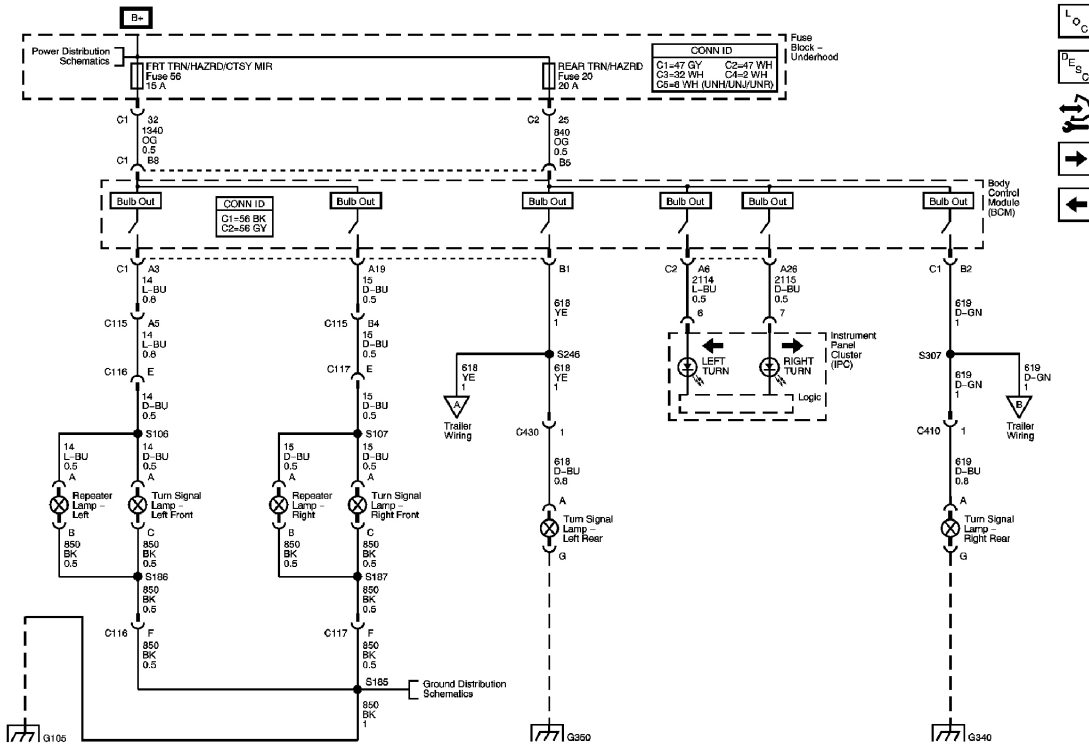 B+
Power Distribution
Schematics
FRT TRN/HAZRD/CTSY MIR
Fuse 56
15 A
REAR TRN/HAZRD
Fuse 20
20 A
CONN ID
C1=47 GY C2=47 WH
C3=32 WH C4=2 WH
C5=8 WH (UNH/UNJ/UNR)
Fuse
Block –
Underhood
L O C
D E S C
C1 32
1340
OG
0.5
C1 B8
C2 25
840
OG
0.5
B5
Bulb Out
CONN ID
C1=56 BK
C2=56 GY
Bulb Out
Bulb Out
Bulb Out
Bulb Out
Bulb Out
Body
Control
Module
(BCM)
C1 A3
14
L–BU
0.8
C115 A5
14
L–BU
0.8
C116 E
14
D–BU
0.5
S106
14
L–BU
0.5
A
14
D–BU
0.5
A
Repeater
Lamp –
Left
Turn Signal
Lamp –
Left Front
B
850
BK
0.5
C
850
BK
0.5
S186
850
BK
0.5
C116 F
850
BK
0.5
A19
15
D–BU
0.5
C115 B4
15
D–BU
0.5
C117 E
15
D–BU
0.5
S107
15
D–BU
0.5
A
15
D–BU
0.5
A
Repeater
Lamp –
Right
Turn Signal
Lamp –
Right Front
B
850
BK
0.5
C
850
BK
0.5
S187
850
BK
0.5
C117 F
850
BK
0.5
S185
Ground Distribution
Schematics
850
BK
1
G105
B1
618
YE
1
S246
618
YE
1
A
Trailer
Wiring
618
YE
1
C430 1
618
D–BU
0.8
A
Turn Signal
Lamp –
Left Rear
G
G350
C2 A6
2114
L–BU
0.5
6
A26
2115
D–BU
0.5
7
LEFT
TURN
RIGHT
TURN
Logic
Instrument
Panel
Cluster
(IPC)
C1 B2
619
D–GN
1
S307
619
D–GN
1
619
D–GN
1
B
Trailer
Wiring
C410 1
619
D–BU
0.8
A
Turn Signal
Lamp –
Right Rear
G
G340